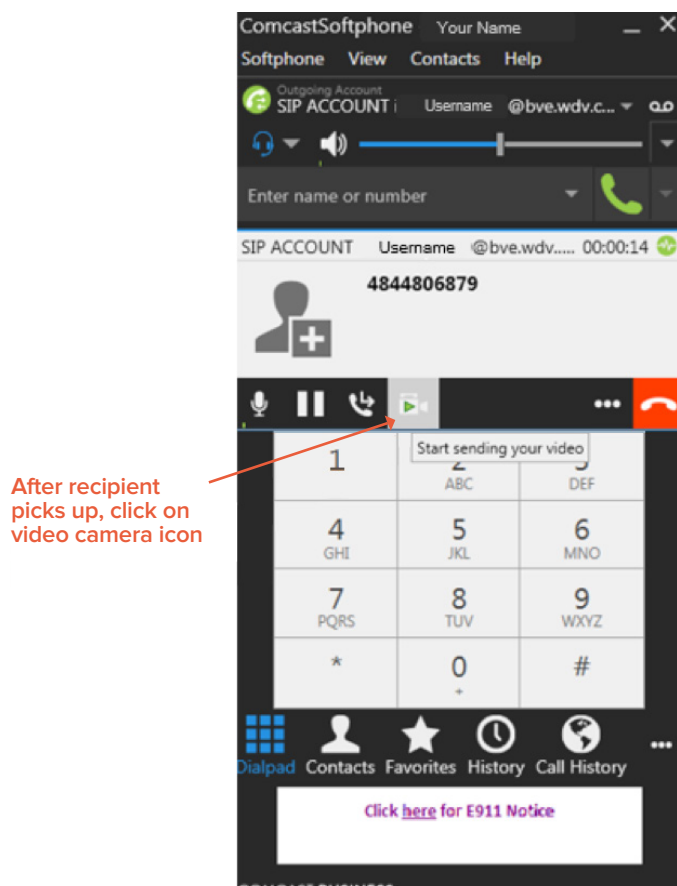 ComcastSoftphone Your Name
Softphone View Contacts Help
Outgoing Account
SIP ACCOUNT i Username @bve.wdv.c...
Enter name or number
SIP ACCOUNT Username @bve.wdv..... 00:00:14
4844806879
Start sending your video
1
ABC
DEF
After recipient
picks up, click on
video camera icon
4 5 6
GHI JKL MNO
7 8 9
PQRS TUV WXYZ
* 0 #
+
Dialpad Contacts Favorites History Call History
Click here for E911 Notice